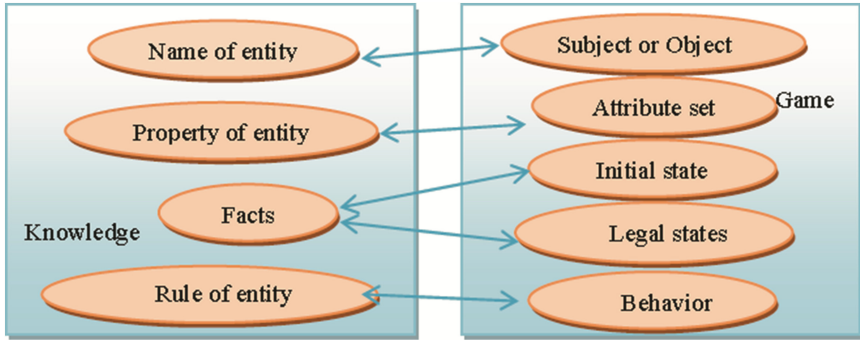 Name of entity
Property of entity
Facts
Knowledge
Rule of entity
Subject or Object
Attribute set
Game
Initial state
Legal states
Behavior